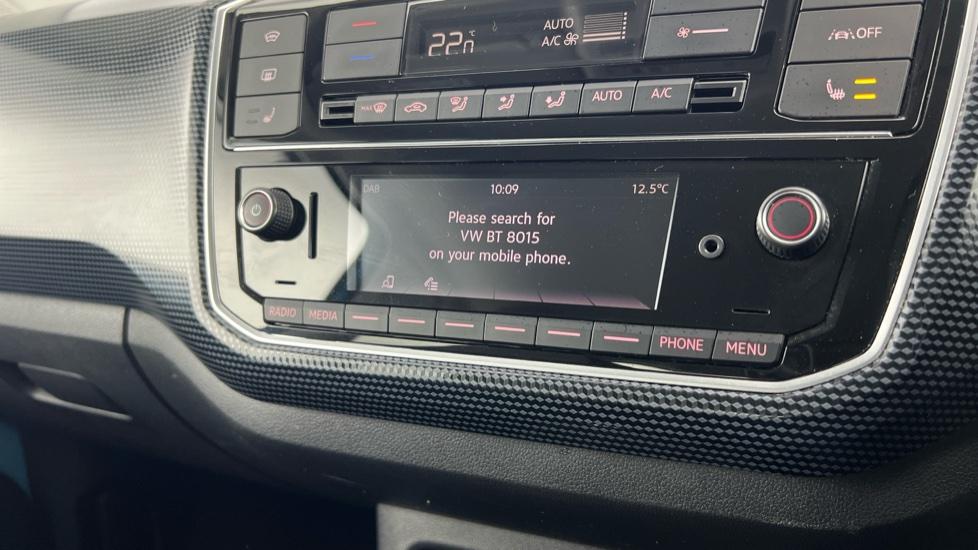 22 °C
AUTO
A/C
OFF
MAX
AUTO
A/C
DAB
10:09
12.5°C
Please search for
VW BT 8015
on your mobile phone.
RADIO
MEDIA
PHONE
MENU